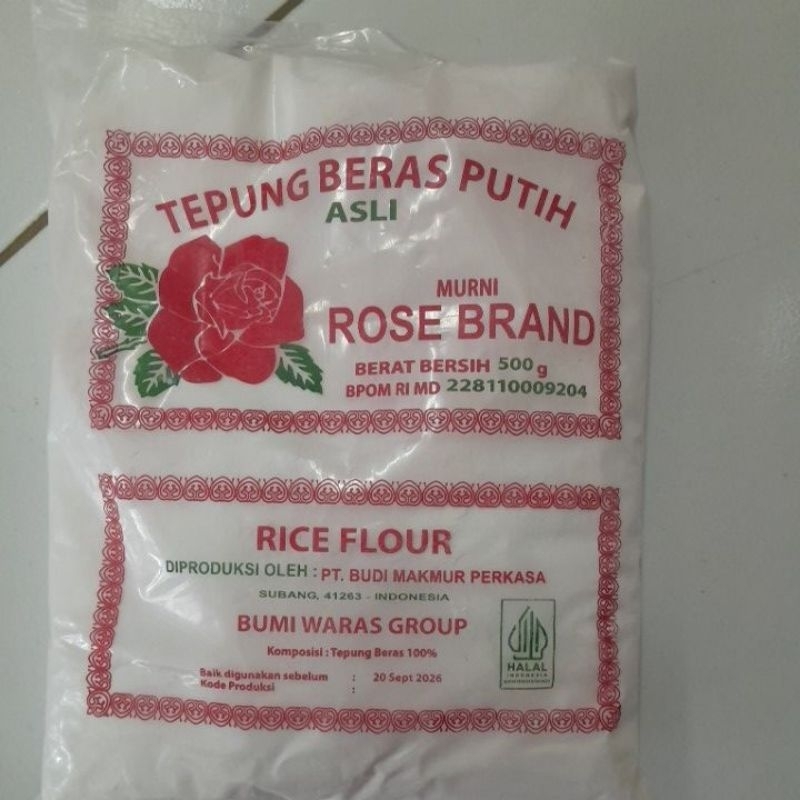 TEPUNG BERAS PUTIH
ASLI
MURNI
ROSE BRAND
BERAT BERSIH 500 g
BPOM RI MD 228110009204
RICE FLOUR
DIPRODUKSI OLEH : PT. BUDI MAKMUR PERKASA
SUBANG, 41263 - INDONESIA
BUMI WARAS GROUP
Komposisi : Tepung Beras 100%
Baik digunakan sebelum : 20 Sept 2026
Kode Produksi :
HALAL
INDONESIA